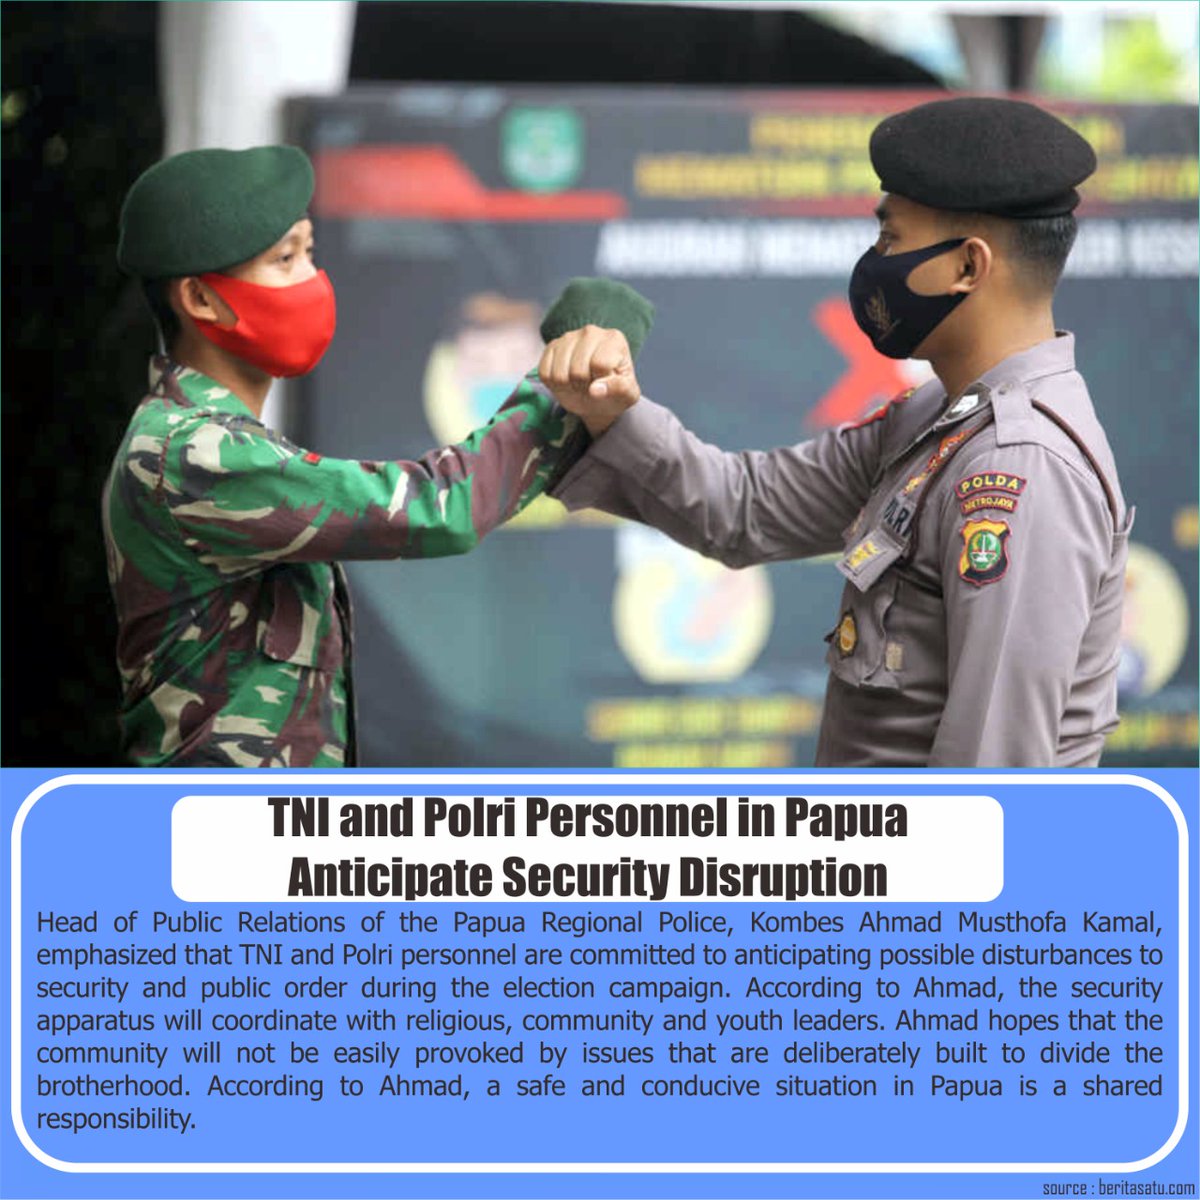 POLDA
METROJAYA
TNI and Polri Personnel in Papua
Anticipate Security Disruption
Head of Public Relations of the Papua Regional Police, Kombes Ahmad Musthofa Kamal,
emphasized that TNI and Polri personnel are committed to anticipating possible disturbances to
security and public order during the election campaign. According to Ahmad, the security
apparatus will coordinate with religious, community and youth leaders. Ahmad hopes that the
community will not be easily provoked by issues that are deliberately built to divide the
brotherhood. According to Ahmad, a safe and conducive situation in Papua is a shared
responsibility.
source : beritasatu.com